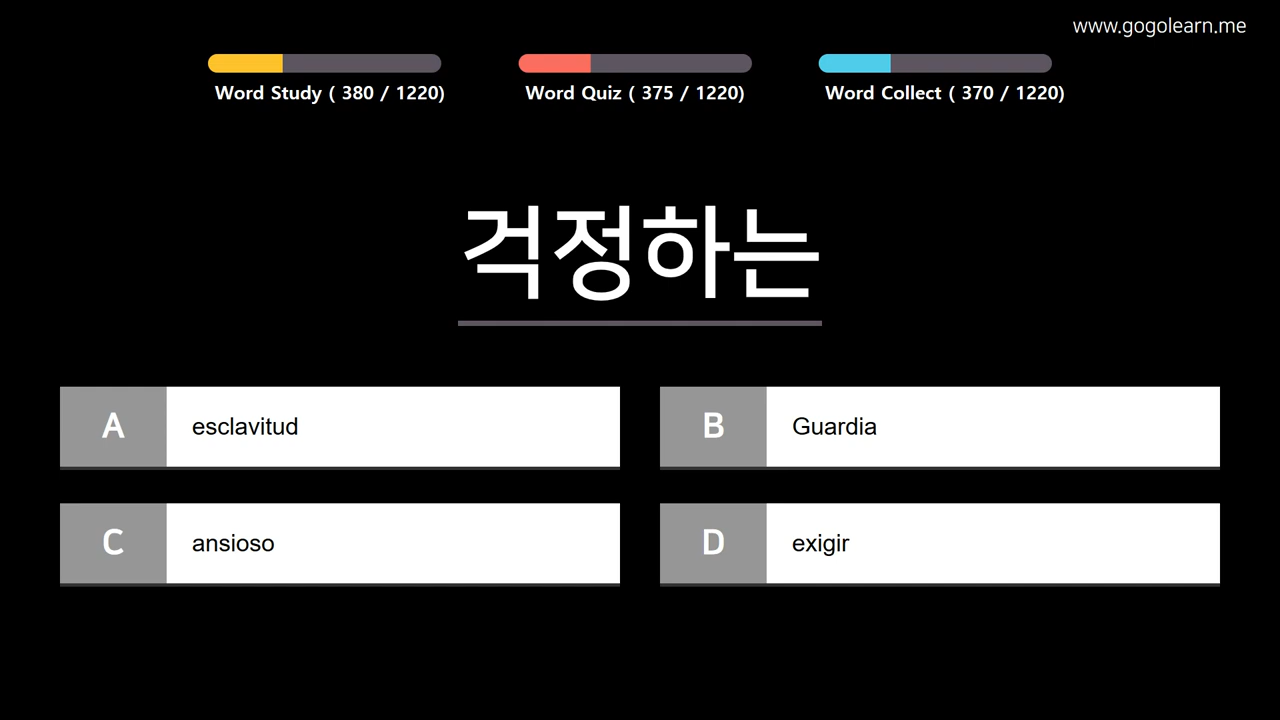 www.gogolearn.me
Word Study ( 380 / 1220)
Word Quiz ( 375 / 1220)
Word Collect ( 370 / 1220)
걱정하는
A esclavitud
B Guardia
C ansioso
D exigir